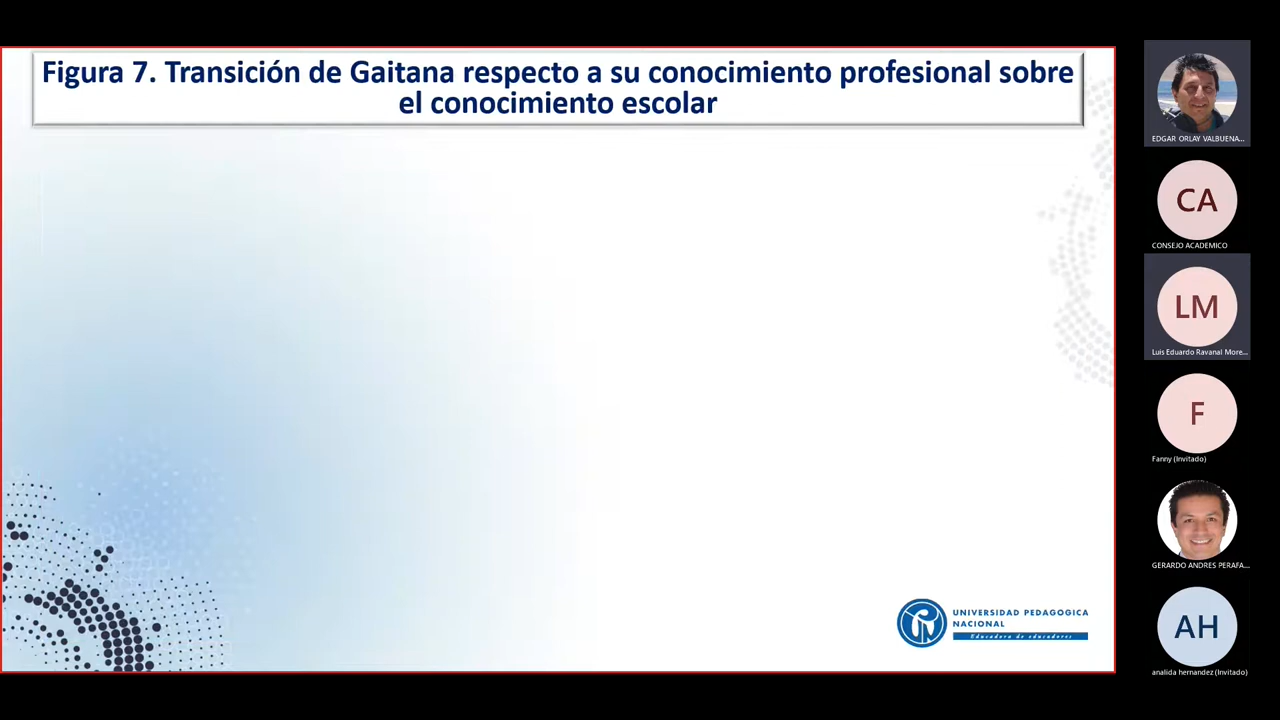 Figura 7. Transición de Gaitana respecto a su conocimiento profesional sobre
el conocimiento escolar
UNIVERSIDAD PEDAGOGICA
NACIONAL
Educadora de educadores
EDGAR ORLAY VALBUENA...
CA
CONSEJO ACADEMICO
LM
Luis Eduardo Ravanal More...
F
Fanny (Invitado)
GERARDO ANDRES PERAFA...
AH
analida hernandez (Invitado)